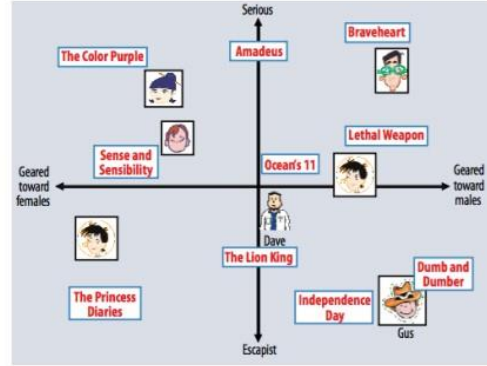 Serious
Braveheart
Amadeus
The Color Purple
Lethal Weapon
Sense and
Sensibility
Ocean's 11
Geared
toward
females
Geared
toward
males
Dave
The Lion King
Dumb and
Dumber
The Princess
Diaries
Independence
Day
Gus
Escapist